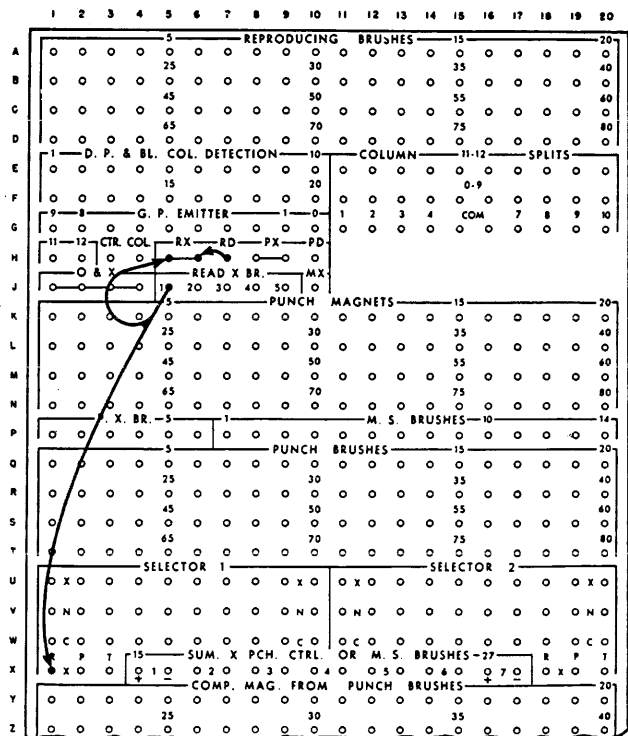 1 2 3 4 5 6 7 8 9 10 11 12 13 14 15 16 17 18 19 20
5 REPRODUCING BRUSHES 15 20
A
25 30 35 40
B
45 50 55 60
C
65 70 75 80
D
1 D. P. & BL. COL. DETECTION 10 COLUMN 11-12 SPLITS
E
15 20 0-9
F
9 8 G. P. EMITTER 1 0 1 2 3 4 COM 7 8 9 10
G
11 12 CTR. COL. RX RD PX PD
H
O & X READ X BR. MX
J 1 2 3 4 5
5 PUNCH MAGNETS 15 20
K
25 30 35 40
L
45 50 55 60
M
65 70 75 80
N
P. X. BR. 5 1 M. S. BRUSHES 10 14
P
5 PUNCH BRUSHES 15 20
Q
25 30 35 40
R
45 50 55 60
S
65 70 75 80
T
SELECTOR 1 SELECTOR 2
U X X X X
V N N N N
W C C C C
R P T 15 SUM. X PCH. CTRL. OR M. S. BRUSHES 27 R P T
X X + 1 - 2 3 4 5 6 + 7 - X
COMP. MAG. FROM PUNCH BRUSHES 20
Y
25 30 35 40
Z